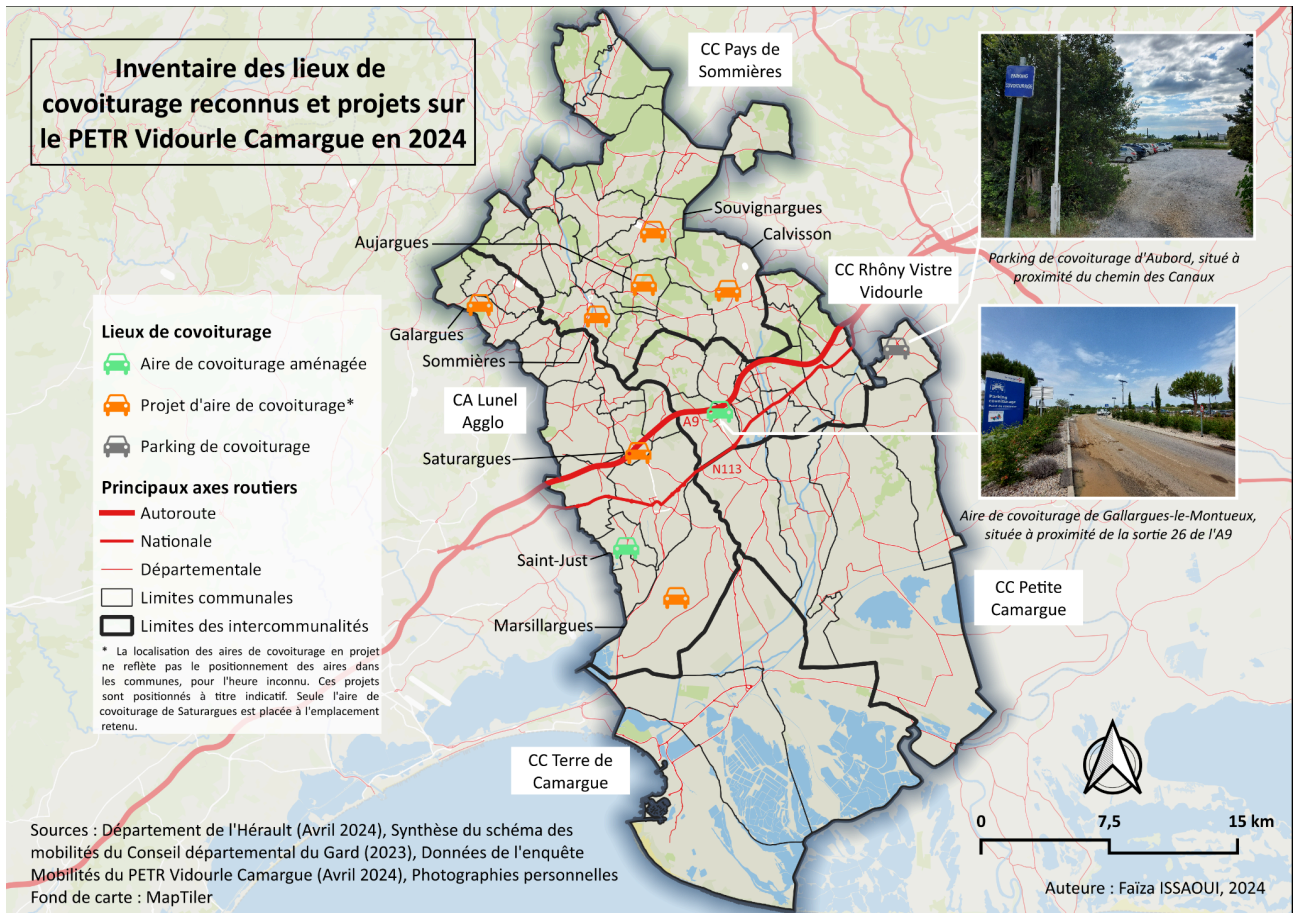 Inventaire des lieux de
covoiturage reconnus et projets sur
le PETR Vidourle Camargue en 2024
CC Pays de
Sommières
PARKING
COVOITURAGE
Parking de covoiturage d'Aubord, situé à
proximité du chemin des Canaux
Souvignargues
Calvisson
Aujargues
CC Rhôny Vistre
Vidourle
Galargues
Sommières
CA Lunel
Agglo
Saturargues
A9
N113
Parking
covoiturage
Aire de covoiturage de Gallargues-le-Montueux,
située à proximité de la sortie 26 de l'A9
Saint-Just
Marsillargues
CC Petite
Camargue
CC Terre de
Camargue
Lieux de covoiturage
Aire de covoiturage aménagée
Projet d'aire de covoiturage*
Parking de covoiturage
Principaux axes routiers
Autoroute
Nationale
Départementale
Limites communales
Limites des intercommunalités
* La localisation des aires de covoiturage en projet
ne reflète pas le positionnement des aires dans
les communes, pour l'heure inconnu. Ces projets
sont positionnés à titre indicatif. Seule l'aire de
covoiturage de Saturargues est placée à l'emplacement
retenu.
Sources : Département de l'Hérault (Avril 2024), Synthèse du schéma des
mobilités du Conseil départemental du Gard (2023), Données de l'enquête
Mobilités du PETR Vidourle Camargue (Avril 2024), Photographies personnelles
Fond de carte : MapTiler
0 7,5 15 km
Auteure : Faïza ISSAOUI, 2024